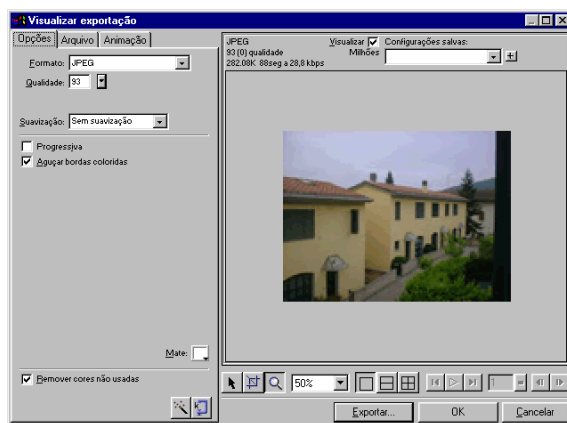 Visualizar exportação
Opções Arquivo Animação
Formato: JPEG
Qualidade: 93
Suavização: Sem suavização
Progressiva
Aguçar bordas coloridas
Mate:
Remover cores não usadas
JPEG Visualizar Configurações salvas:
93 (0) qualidade Milhões
282.08K 88seg a 28,8 kbps
50% 1
Exportar... OK Cancelar